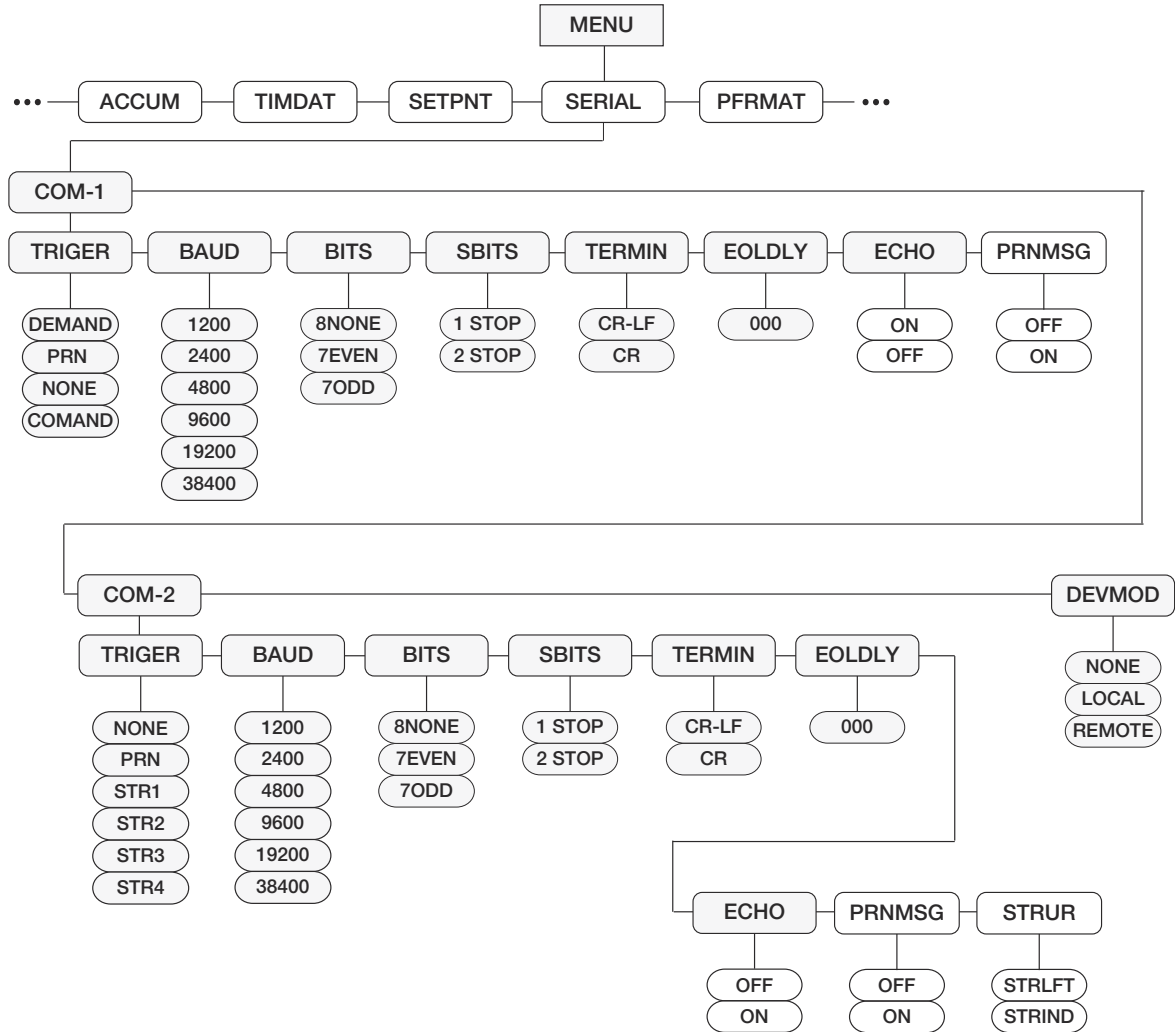 MENU
••• ACCUM TIMDAT SETPNT SERIAL PFRMAT •••
COM-1
TRIGER BAUD BITS SBITS TERMIN EOLDLY ECHO PRNMSG
DEMAND 1200 8NONE 1 STOP CR-LF 000 ON OFF
PRN 2400 7EVEN 2 STOP CR OFF ON
NONE 4800 7ODD
COMAND 9600
19200
38400
COM-2 DEVMOD
TRIGER BAUD BITS SBITS TERMIN EOLDLY NONE
LOCAL
NONE 1200 8NONE 1 STOP CR-LF 000 REMOTE
PRN 2400 7EVEN 2 STOP CR
STR1 4800 7ODD
STR2 9600
STR3 19200
STR4 38400
ECHO PRNMSG STRUR
OFF OFF STRLFT
ON ON STRIND